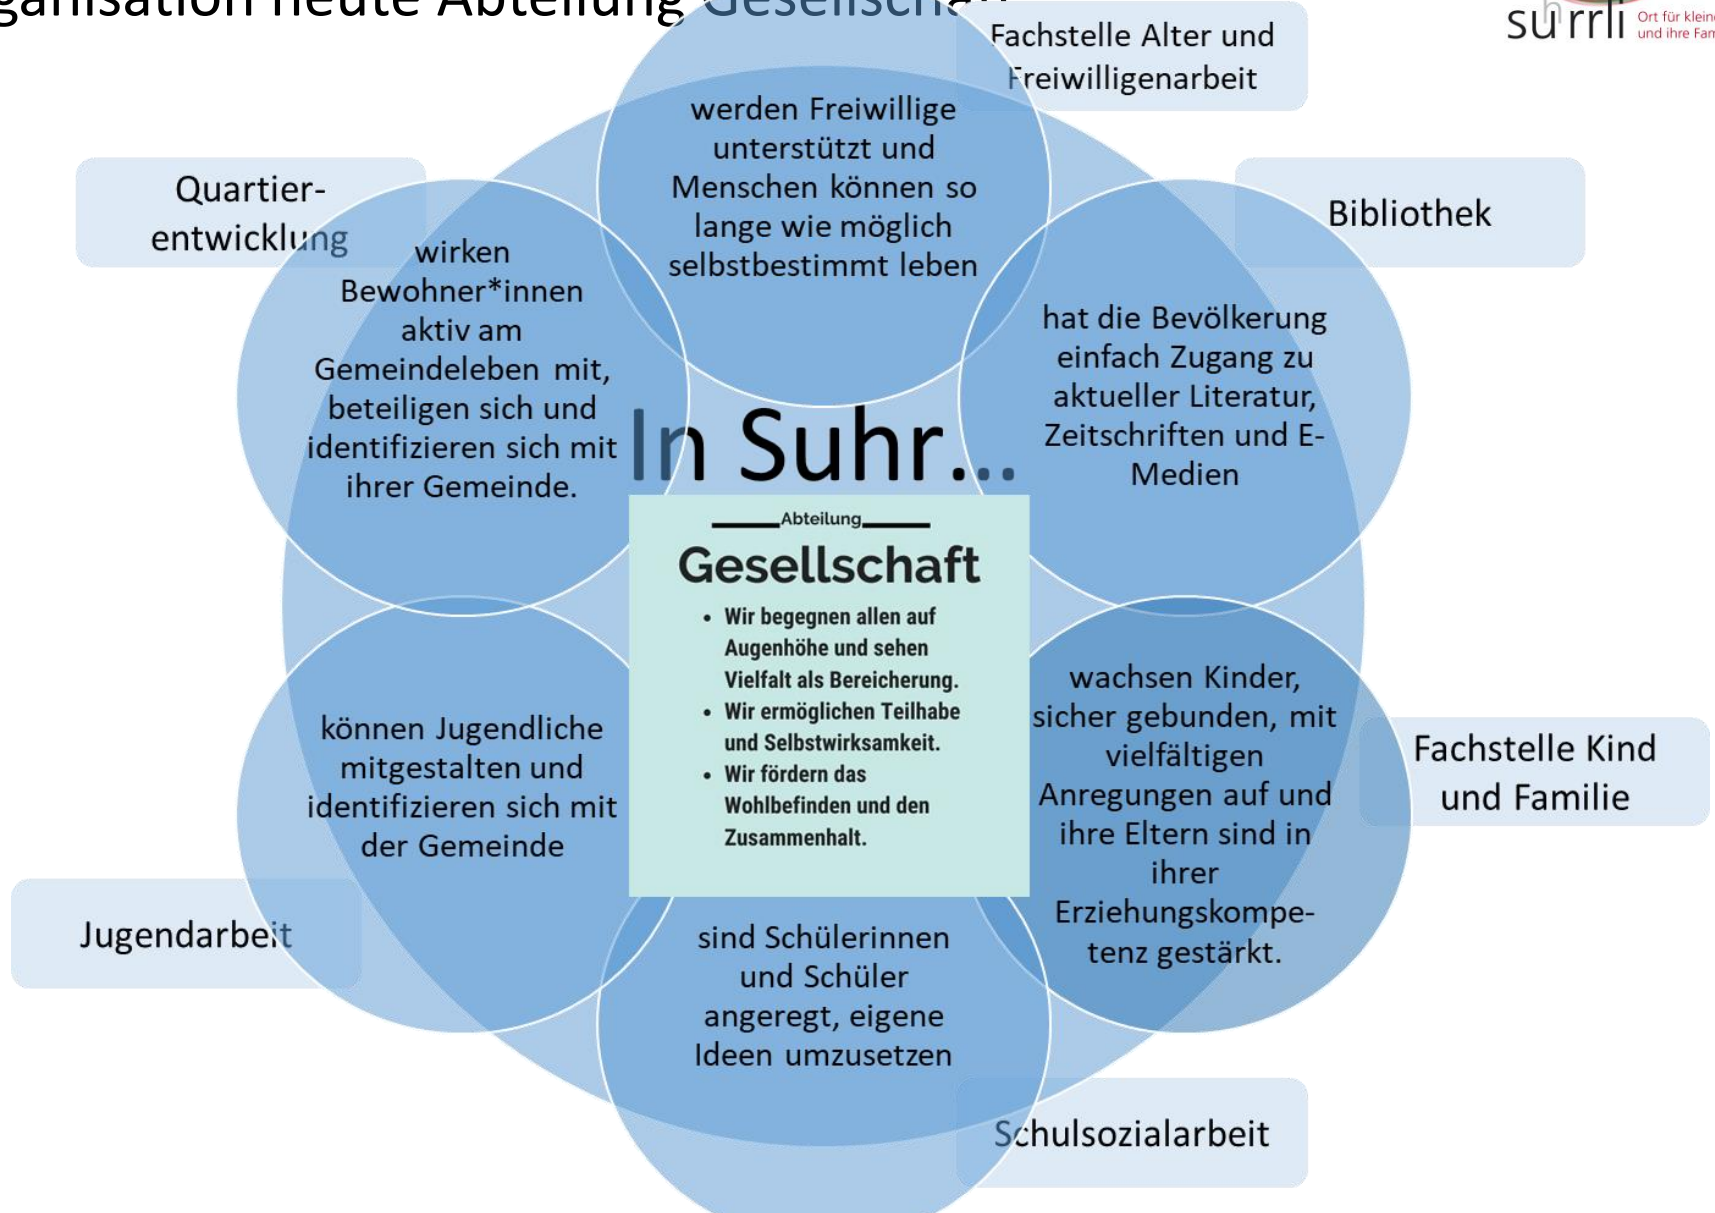 ganisation heute Abteilung Gesellschaft
suhrrli
Ort für klein
und ihre Fam
Fachstelle Alter und
Freiwilligenarbeit
werden Freiwillige
unterstützt und
Menschen können so
lange wie möglich
selbstbestimmt leben
Quartier-
entwicklung
wirken
Bewohner*innen
aktiv am
Gemeindeleben mit,
beteiligen sich und
identifizieren sich mit
ihrer Gemeinde.
Bibliothek
hat die Bevölkerung
einfach Zugang zu
aktueller Literatur,
Zeitschriften und E-
Medien
In Suhr...
Abteilung
Gesellschaft
• Wir begegnen allen auf
Augenhöhe und sehen
Vielfalt als Bereicherung.
• Wir ermöglichen Teilhabe
und Selbstwirksamkeit.
• Wir fördern das
Wohlbefinden und den
Zusammenhalt.
können Jugendliche
mitgestalten und
identifizieren sich mit
der Gemeinde
Jugendarbeit
wachsen Kinder,
sicher gebunden, mit
vielfältigen
Anregungen auf und
ihre Eltern sind in
ihrer
Erziehungskompe-
tenz gestärkt.
Fachstelle Kind
und Familie
sind Schülerinnen
und Schüler
angeregt, eigene
Ideen umzusetzen
Schulsozialarbeit